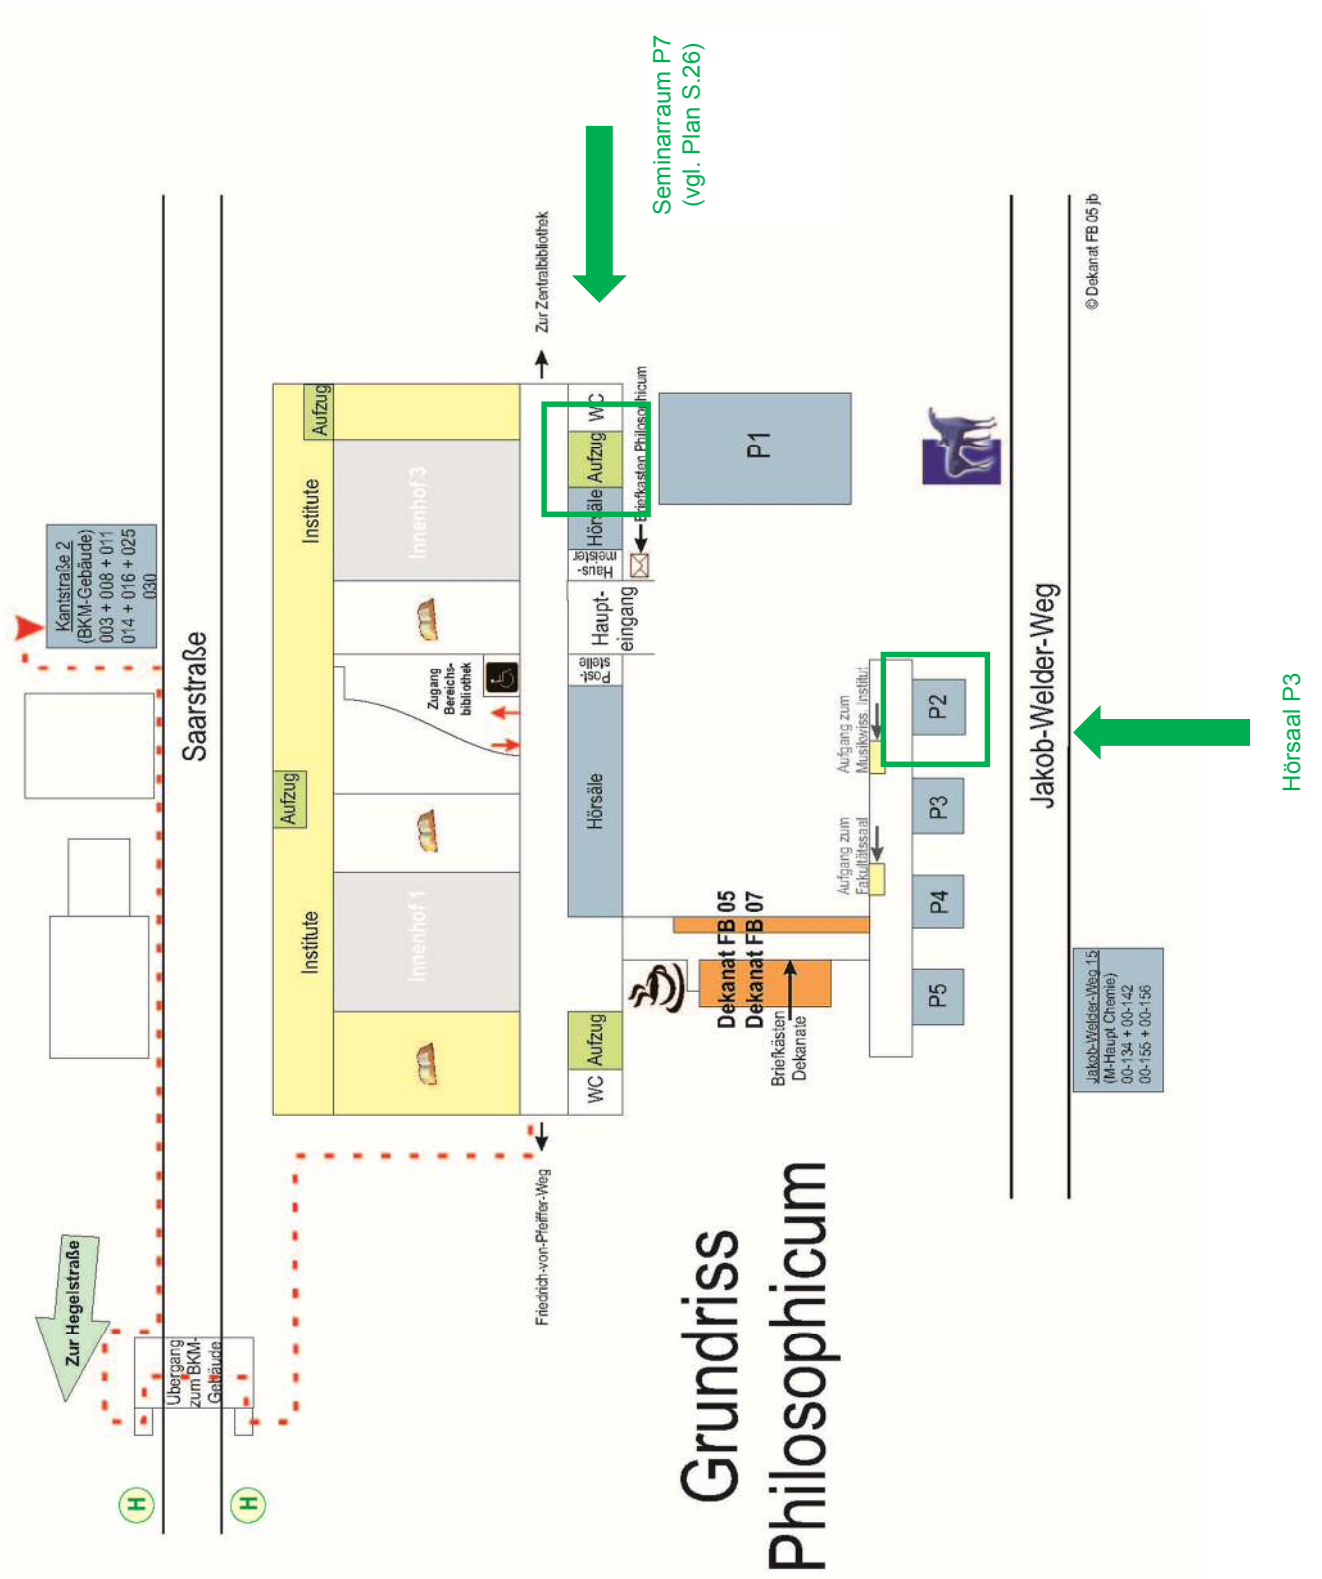 Seminarraum P7
(vgl. Plan S.26)
Zur Zentralbibliothek
© Dekanat FB 05 jb
Aufzug
Institute
Innenhof 3
WC
Aufzug
Hörsäle
Haus-
meister
Briefkasten Philosophicum
P1
Kantstraße 2
(BKM-Gebäude)
003 + 008 + 011
014 + 016 + 025
030
Saarstraße
Zugang
Bereichs-
bibliothek
Haupt-
eingang
Post-
stelle
Hörsäle
Aufzug
Institute
Innenhof 1
Aufgang zum
Musikwiss. Institut
Aufgang zum
Fakultätssaal
P2
P3
P4
P5
Jakob-Welder-Weg
Hörsaal P3
Dekanat FB 05
Dekanat FB 07
Briefkästen
Dekanate
Aufzug
WC
Jakob-Welder-Weg 15
(M-Haupt Chemie)
00-134 + 00-142
00-155 + 00-156
Friedrich-von-Pfeiffer-Weg
Zur Hegelstraße
Übergang
zum BKM-
Gebäude
H
H
Grundriss
Philosophicum